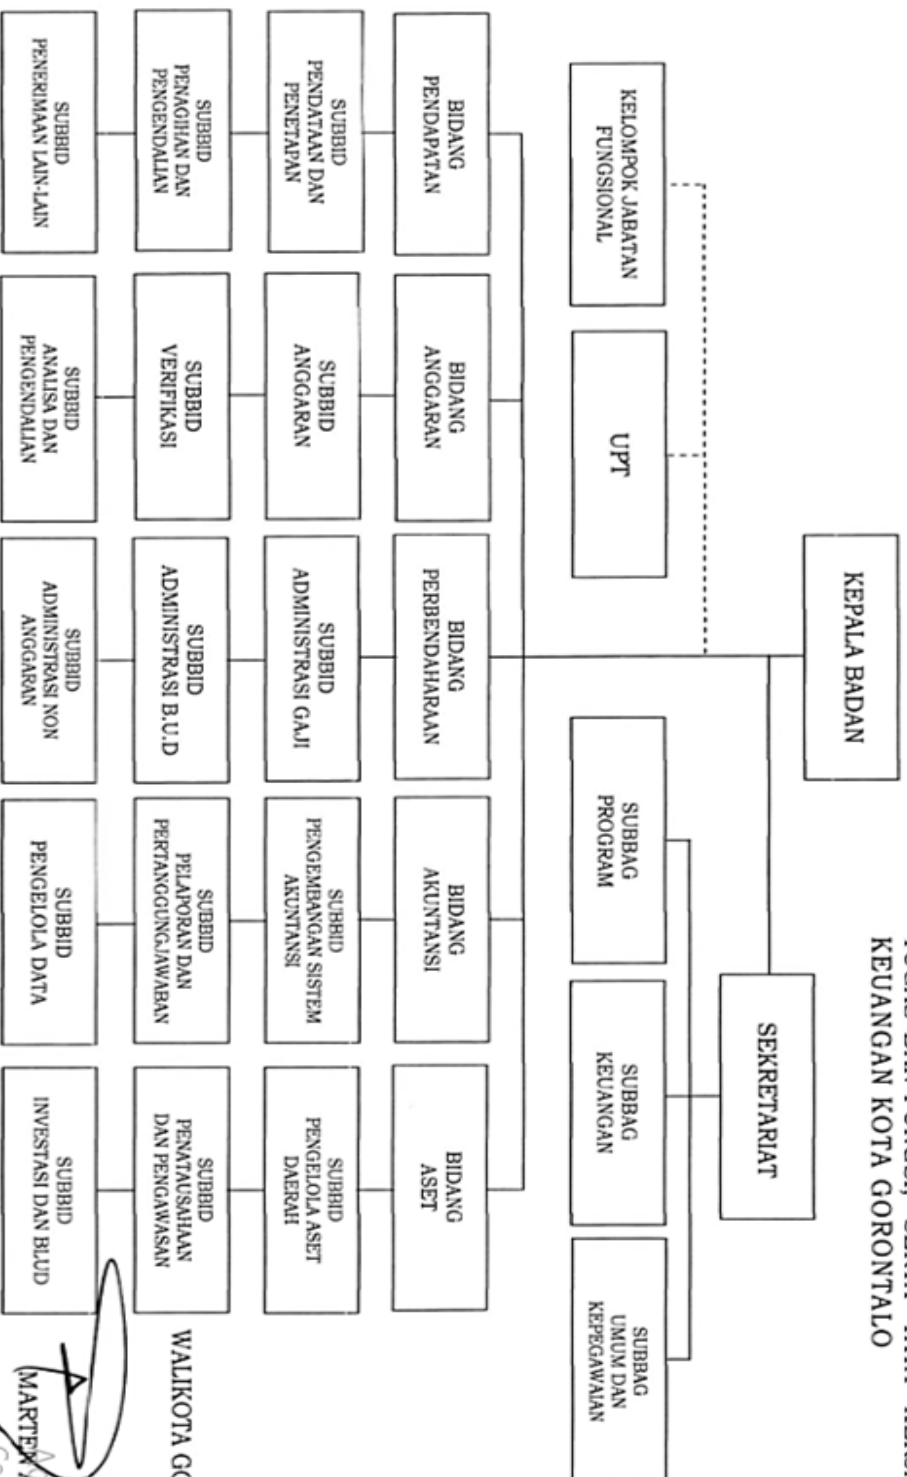 KEUANGAN KOTA GORONTALO
KEPALA BADAN
SEKRETARIAT
KELOMPOK JABATAN
FUNGSIONAL
UPT
SUBBAG
PROGRAM
SUBBAG
KEUANGAN
SUBBAG
UMUM DAN
KEPEGAWAIAN
BIDANG
PENDAPATAN
BIDANG
ANGGARAN
BIDANG
PERBENDAHARAAN
BIDANG
AKUNTANSI
BIDANG
ASET
SUBBID
PENDATAAN DAN
PENETAPAN
SUBBID
ANGGARAN
SUBBID
ADMINISTRASI GAJI
SUBBID
PENGEMBANGAN SISTEM
AKUNTANSI
SUBBID
PENGELOLA ASET
DAERAH
SUBBID
PENAGIHAN DAN
PENGENDALIAN
SUBBID
VERIFIKASI
SUBBID
ADMINISTRASI B.U.D
SUBBID
PELAPORAN DAN
PERTANGGUNGJAWABAN
SUBBID
PENATAUSAHAAN
DAN PENGAWASAN
SUBBID
PENERIMAAN LAIN-LAIN
SUBBID
ANALISA DAN
PENGENDALIAN
SUBBID
ADMINISTRASI NON
ANGGARAN
SUBBID
PENGELOLA DATA
SUBBID
INVESTASI DAN BLUD
WALIKOTA
MARTEN